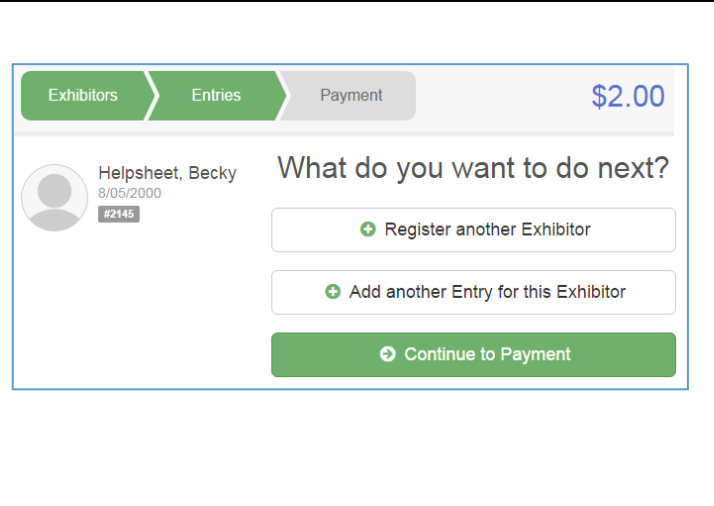 Exhibitors Entries Payment $2.00
Helpsheet, Becky
8/05/2000
#2145
What do you want to do next?
Register another Exhibitor
Add another Entry for this Exhibitor
Continue to Payment